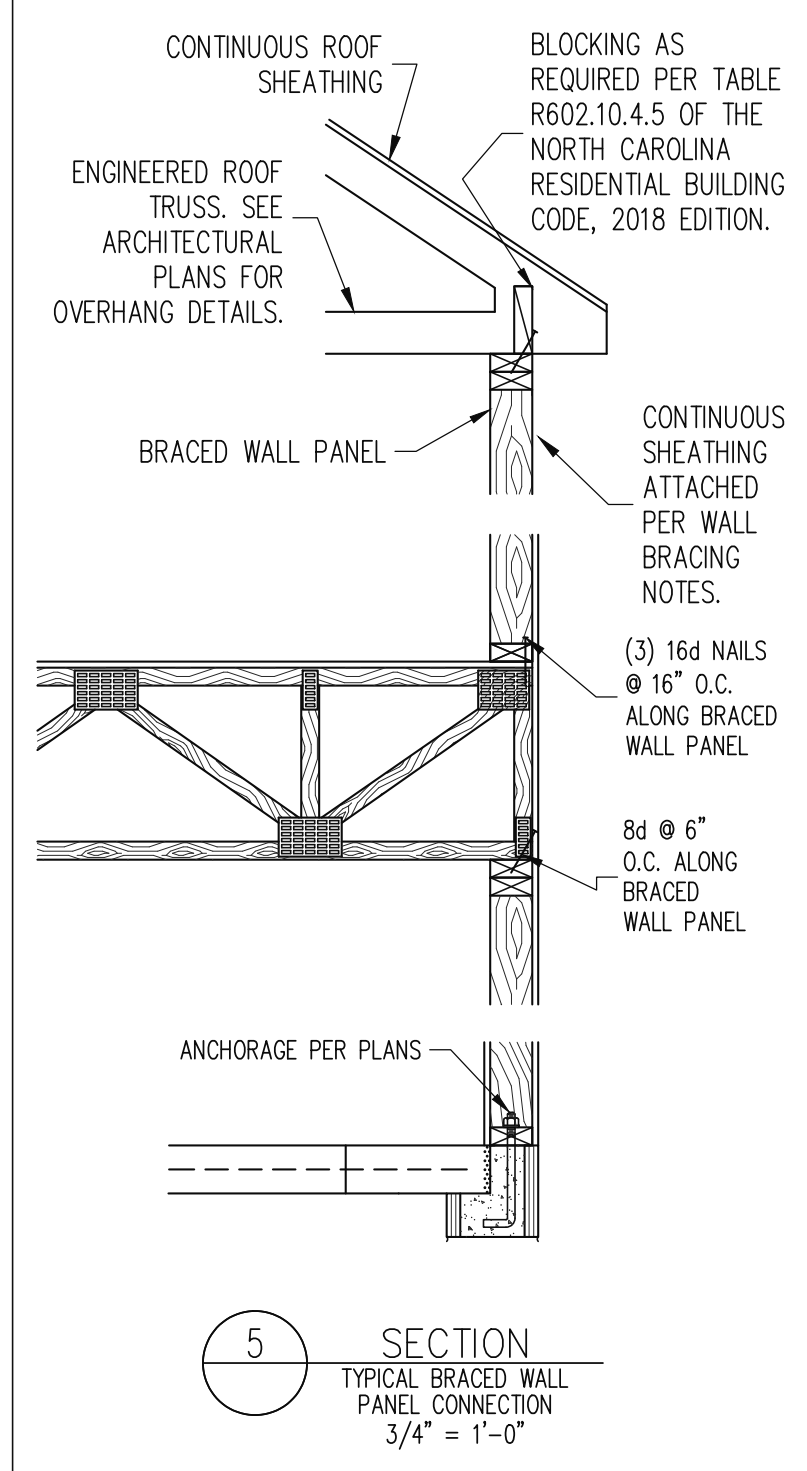 CONTINUOUS ROOF
SHEATHING
BLOCKING AS
REQUIRED PER TABLE
R602.10.4.5 OF THE
NORTH CAROLINA
RESIDENTIAL BUILDING
CODE, 2018 EDITION.
ENGINEERED ROOF
TRUSS. SEE
ARCHITECTURAL
PLANS FOR
OVERHANG DETAILS.
BRACED WALL PANEL
CONTINUOUS
SHEATHING
ATTACHED
PER WALL
BRACING
NOTES.
(3) 16d NAILS
@ 16" O.C.
ALONG BRACED
WALL PANEL
8d @ 6"
O.C. ALONG
BRACED
WALL PANEL
ANCHORAGE PER PLANS
5
SECTION
TYPICAL BRACED WALL
PANEL CONNECTION
3/4" = 1'-0"